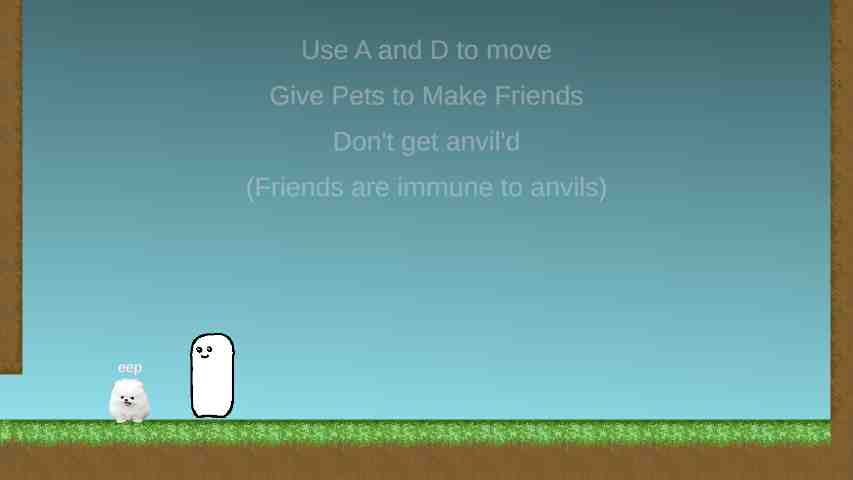 Use A and D to move
Give Pets to Make Friends
Don't get anvil'd
(Friends are immune to anvils)
eep